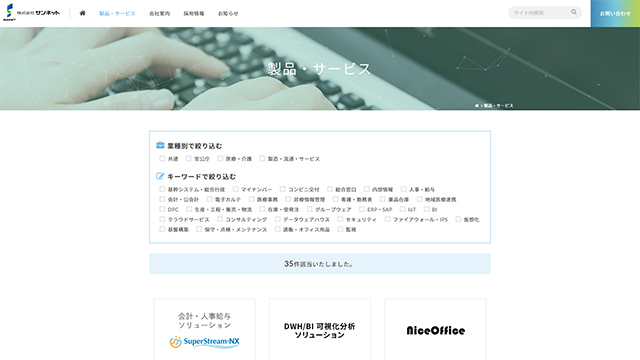 株式会社 サンネット
SUNNET
製品・サービス
会社案内
採用情報
お知らせ
サイト内検索
お問い合わせ
製品・サービス
> 製品・サービス
業種別で絞り込む
共通 官公庁 医療・介護 製造・流通・サービス
キーワードで絞り込む
基幹システム・総合行政 マイナンバー コンビニ交付 総合窓口 内部情報 人事・給与
会計・公会計 電子カルテ 医療事務 診療情報管理 看護・勤務表 薬品在庫 地域医療連携
DPC 生産・工程・販売・物流 在庫・受発注 グループウェア ERP・SAP IoT BI
クラウドサービス コンサルティング データウェアハウス セキュリティ ファイアウォール・IPS 仮想化
基盤構築 保守・点検・メンテナンス 通販・オフィス用品 監視
35件該当いたしました。
会計・人事給与
ソリューション
SuperStream-NX
DWH/BI 可視化分析
ソリューション
NiceOffice